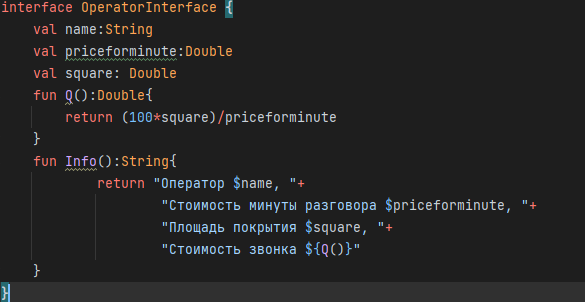 interface OperatorInterface {
    val name:String
    val priceforminute:Double
    val square: Double
    fun Q():Double{
        return (100*square)/priceforminute
    }
    fun Info():String{
            return "Оператор $name, "+
                    "Стоимость минуты разговора $priceforminute, "+
                    "Площадь покрытия $square, "+
                    "Стоимость звонка ${Q()}"
    }
}